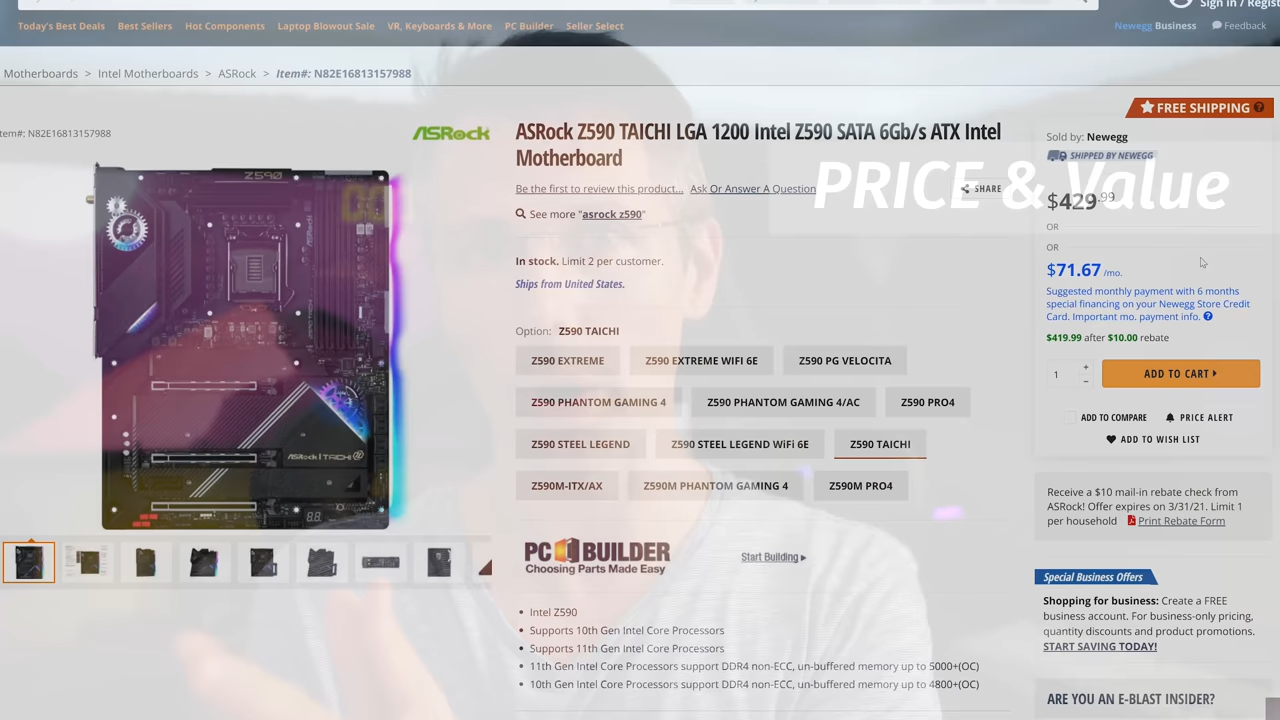 Sign in / Regist
Today's Best Deals Best Sellers Hot Components Laptop Blowout Sale VR, Keyboards & More PC Builder Seller Select
Newegg Business Feedback
Motherboards > Intel Motherboards > ASRock > Item#: N82E16813157988
FREE SHIPPING
tem#: N82E16813157988
ASRock
ASRock Z590 TAICHI LGA 1200 Intel Z590 SATA 6Gb/s ATX Intel
Motherboard
Be the first to review this product... Ask Or Answer A Question
SHARE
See more "asrock z590"
PRICE & Value
In stock. Limit 2 per customer.
Ships from United States.
Option: Z590 TAICHI
Z590 EXTREME Z590 EXTREME WIFI 6E Z590 PG VELOCITA
Z590 PHANTOM GAMING 4 Z590 PHANTOM GAMING 4/AC Z590 PRO4
Z590 STEEL LEGEND Z590 STEEL LEGEND WiFi 6E Z590 TAICHI
Z590M-ITX/AX Z590M PHANTOM GAMING 4 Z590M PRO4
Z590
ASRock | TAICHI
PC BUILDER
Choosing Parts Made Easy
Start Building
Intel Z590
Supports 10th Gen Intel Core Processors
Supports 11th Gen Intel Core Processors
11th Gen Intel Core Processors support DDR4 non-ECC, un-buffered memory up to 5000+(OC)
10th Gen Intel Core Processors support DDR4 non-ECC, un-buffered memory up to 4800+(OC)
Sold by: Newegg
SHIPPED BY NEWEGG
$429.99
OR
OR
$71.67 /mo.
Suggested monthly payment with 6 months
special financing on your Newegg Store Credit
Card. Important mo. payment info. ?
$419.99 after $10.00 rebate
1 + - ADD TO CART
ADD TO COMPARE PRICE ALERT
ADD TO WISH LIST
Receive a $10 mail-in rebate check from
ASRock! Offer expires on 3/31/21. Limit 1
per household Print Rebate Form
Special Business Offers
Shopping for business: Create a FREE
business account. For business-only pricing,
quantity discounts and product promotions.
START SAVING TODAY!
ARE YOU AN E-BLAST INSIDER?